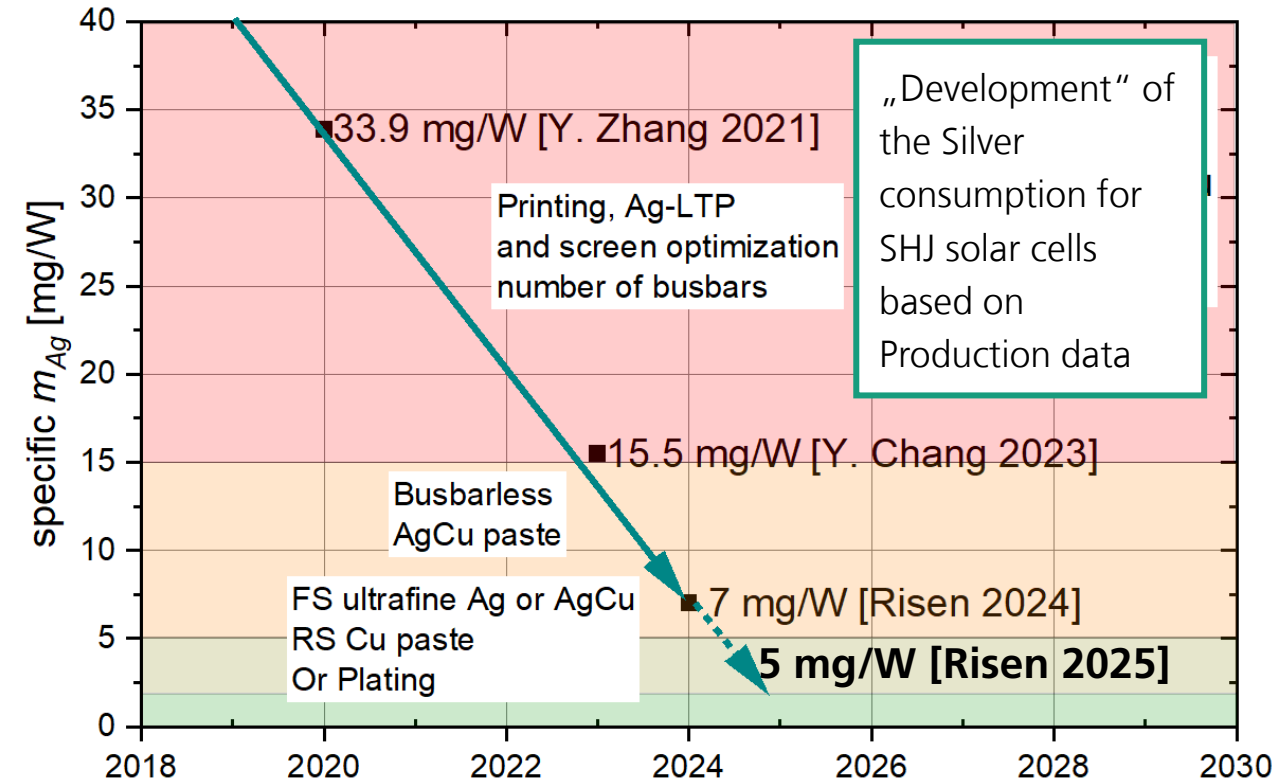 40
35
30
25
20
15
10
5
0
specific mAg [mg/W]
33.9 mg/W [Y. Zhang 2021]
Printing, Ag-LTP
and screen optimization
number of busbars
„Development“ of
the Silver
consumption for
SHJ solar cells
based on
Production data
15.5 mg/W [Y. Chang 2023]
Busbarless
AgCu paste
7 mg/W [Risen 2024]
FS ultrafine Ag or AgCu
RS Cu paste
Or Plating
5 mg/W [Risen 2025]
2018 2020 2022 2024 2026 2028 2030